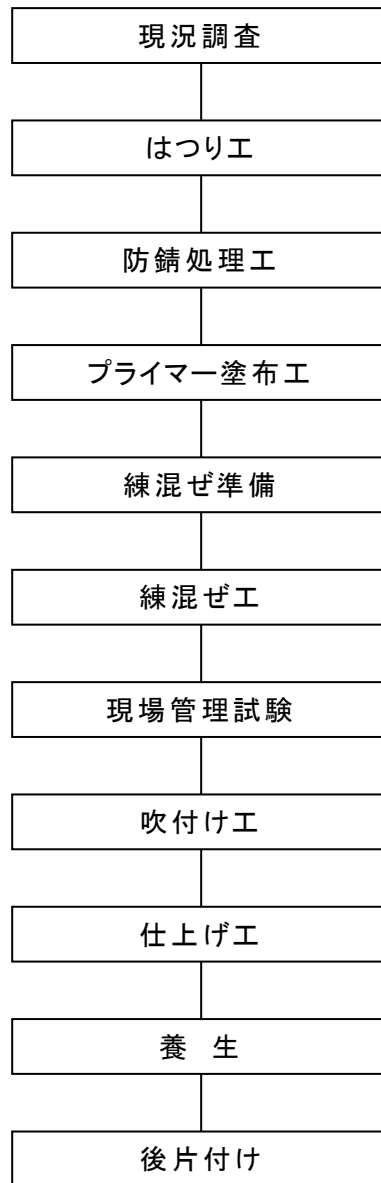 現況調査
はつり工
防錆処理工
プライマー塗布工
練混ぜ準備
練混ぜ工
現場管理試験
吹付け工
仕上げ工
養　生
後片付け